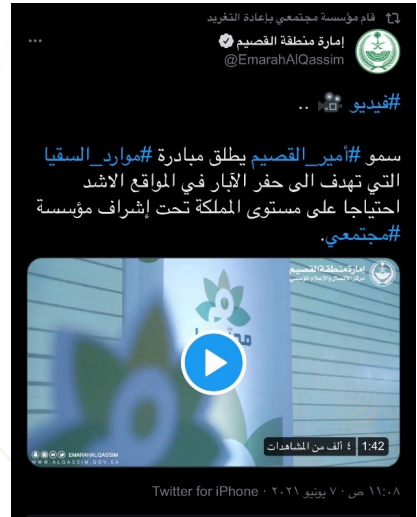 قام مؤسسة مجتمعي بإعادة التغريد
إمارة منطقة القصيم
@EmarahAlQassim
#فيديو ..
سمو #أمير_القصيم يطلق مبادرة #موارد_السقيا
التي تهدف الى حفر الآبار في المواقع الاشد
احتياجا على مستوى المملكة تحت إشراف مؤسسة
#مجتمعي.
إمارة منطقة القصيم
مركز الاتصال والاعلام المؤسسي
1:42 ٤ ألف من المشاهدات
EMARAHALQASSIM
WWW.ALQASSIM.GOV.SA
١١:٠٨ ص · ٧ يونيو ٢٠٢١ · Twitter for iPhone